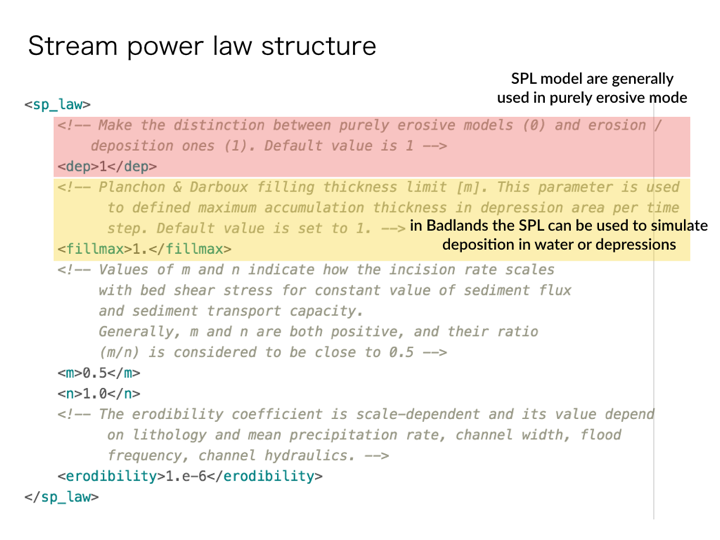 Stream power law structure
SPL model are generally
used in purely erosive mode
<sp_law>
<!-- Make the distinction between purely erosive models (0) and erosion /
deposition ones (1). Default value is 1 -->
<dep>1</dep>
<!-- Planchon & Darboux filling thickness limit [m]. This parameter is used
to defined maximum accumulation thickness in depression area per time
step. Default value is set to 1. -->
in Badlands the SPL can be used to simulate
deposition in water or depressions
<fillmax>1.</fillmax>
<!-- Values of m and n indicate how the incision rate scales
with bed shear stress for constant value of sediment flux
and sediment transport capacity.
Generally, m and n are both positive, and their ratio
(m/n) is considered to be close to 0.5 -->
<m>0.5</m>
<n>1.0</n>
<!-- The erodibility coefficient is scale-dependent and its value depend
on lithology and mean precipitation rate, channel width, flood
frequency, channel hydraulics. -->
<erodibility>1.e-6</erodibility>
</sp_law>